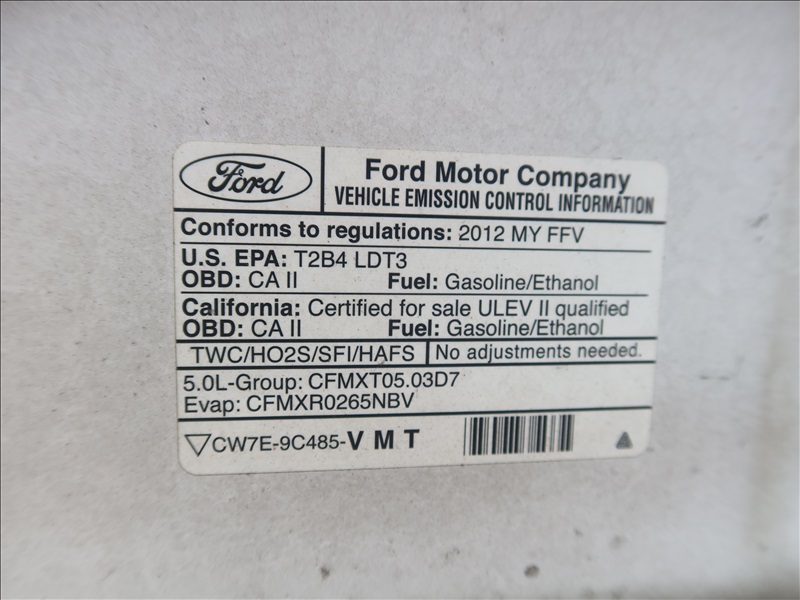 Ford
Ford Motor Company
VEHICLE EMISSION CONTROL INFORMATION
Conforms to regulations: 2012 MY FFV
U.S. EPA: T2B4 LDT3
OBD: CA II Fuel: Gasoline/Ethanol
California: Certified for sale ULEV II qualified
OBD: CA II Fuel: Gasoline/Ethanol
TWC/HO2S/SFI/HAFS No adjustments needed.
5.0L-Group: CFMXT05.03D7
Evap: CFMXR0265NBV
CW7E-9C485-V M T